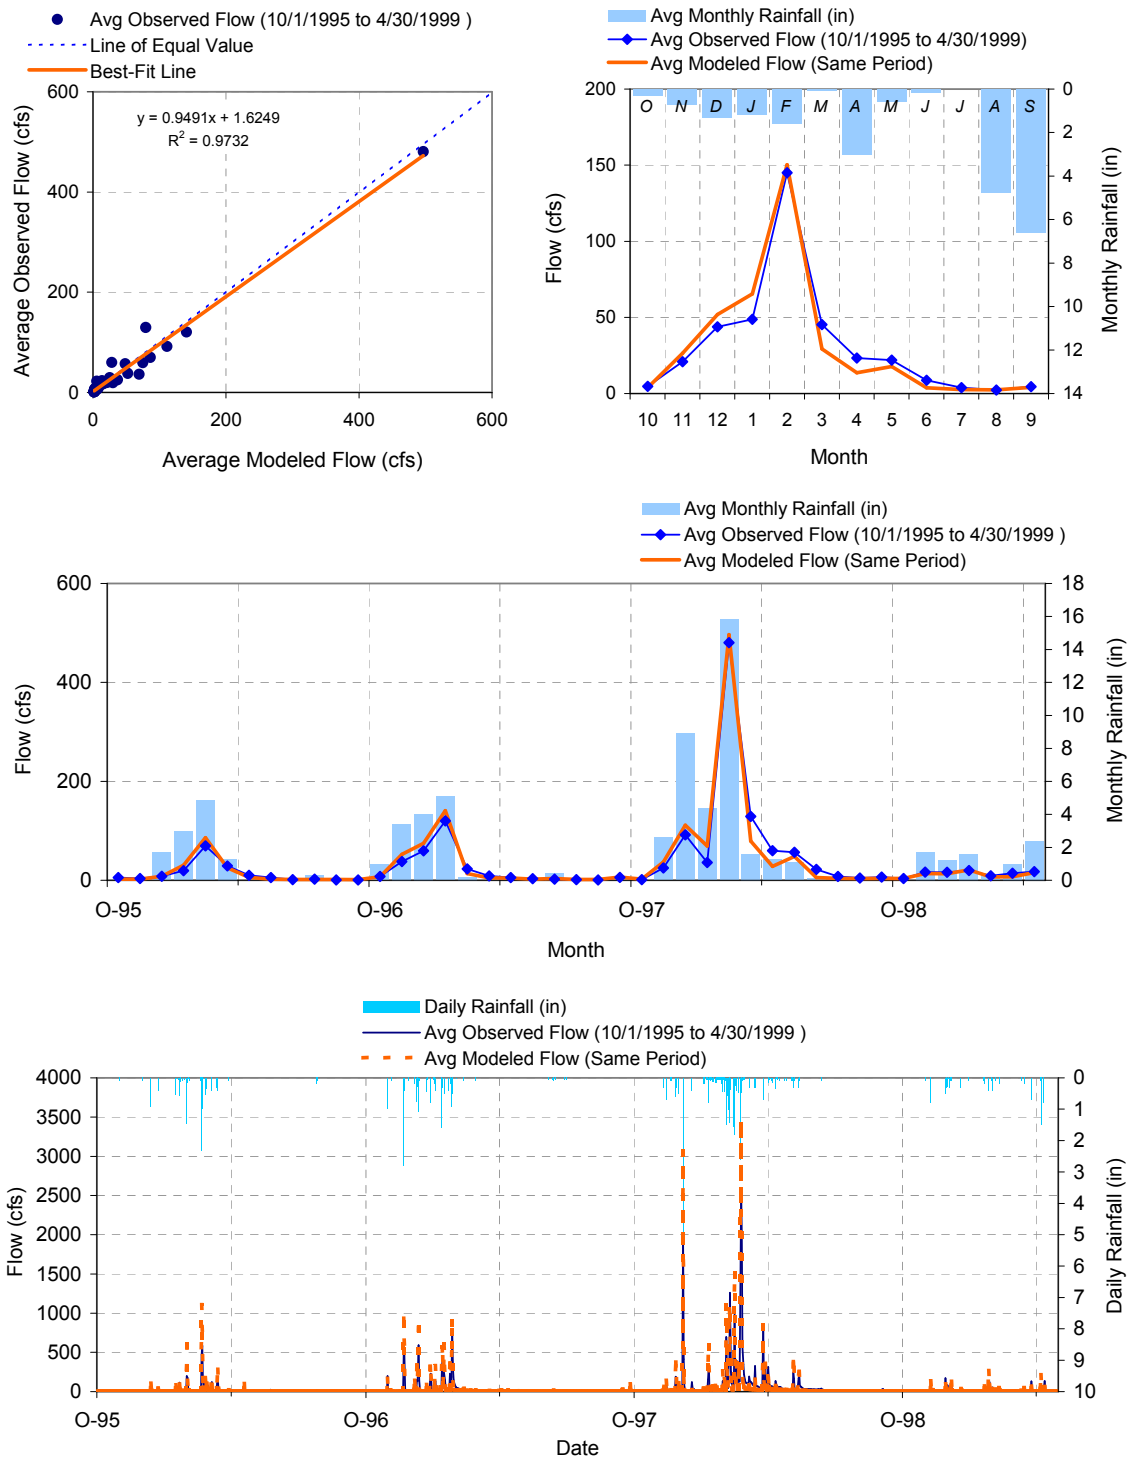 Avg Observed Flow (10/1/1995 to 4/30/1999 )
Line of Equal Value
Best-Fit Line
600
400
200
0
y = 0.9491x + 1.6249
R² = 0.9732
0 200 400 600
Average Observed Flow (cfs)
Average Modeled Flow (cfs)
Avg Monthly Rainfall (in)
Avg Observed Flow (10/1/1995 to 4/30/1999)
Avg Modeled Flow (Same Period)
200
150
100
50
0
O N D J F M A M J J A S
0
2
4
6
8
10
12
14
10 11 12 1 2 3 4 5 6 7 8 9
Flow (cfs)
Monthly Rainfall (in)
Month
Avg Monthly Rainfall (in)
Avg Observed Flow (10/1/1995 to 4/30/1999 )
Avg Modeled Flow (Same Period)
600
400
200
0
18
16
14
12
10
8
6
4
2
0
O-95 O-96 O-97 O-98
Flow (cfs)
Monthly Rainfall (in)
Month
Daily Rainfall (in)
Avg Observed Flow (10/1/1995 to 4/30/1999 )
Avg Modeled Flow (Same Period)
4000
3500
3000
2500
2000
1500
1000
500
0
0
1
2
3
4
5
6
7
8
9
10
O-95 O-96 O-97 O-98
Flow (cfs)
Daily Rainfall (in)
Date